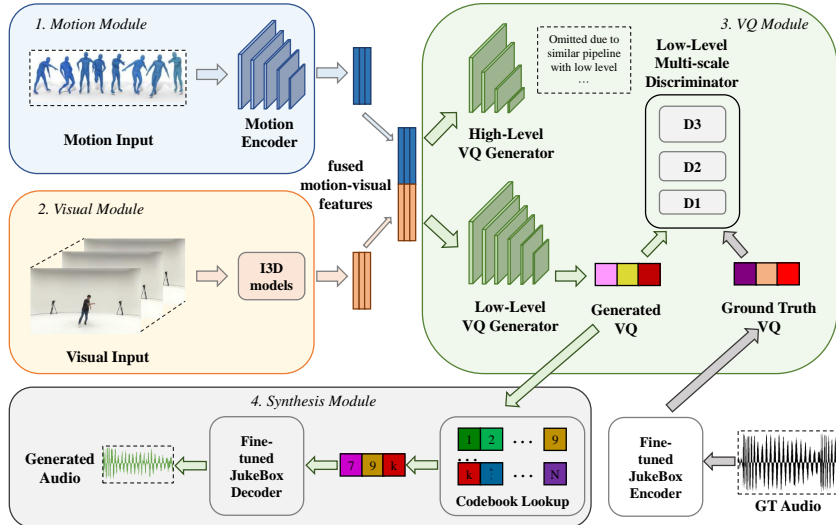 1. Motion Module
Motion Input
Motion
Encoder
fused
motion-visual
features
2. Visual Module
I3D
models
Visual Input
3. VQ Module
Omitted due to
similar pipeline
with low level
...
High-Level
VQ Generator
Low-Level
Multi-scale
Discriminator
D3
D2
D1
Low-Level
VQ Generator
Generated
VQ
Ground Truth
VQ
4. Synthesis Module
Generated
Audio
Fine-
tuned
JukeBox
Decoder
7 9 k
1 2 ... 9
...
k ⋮ ... N
Codebook Lookup
Fine-
tuned
JukeBox
Encoder
GT Audio